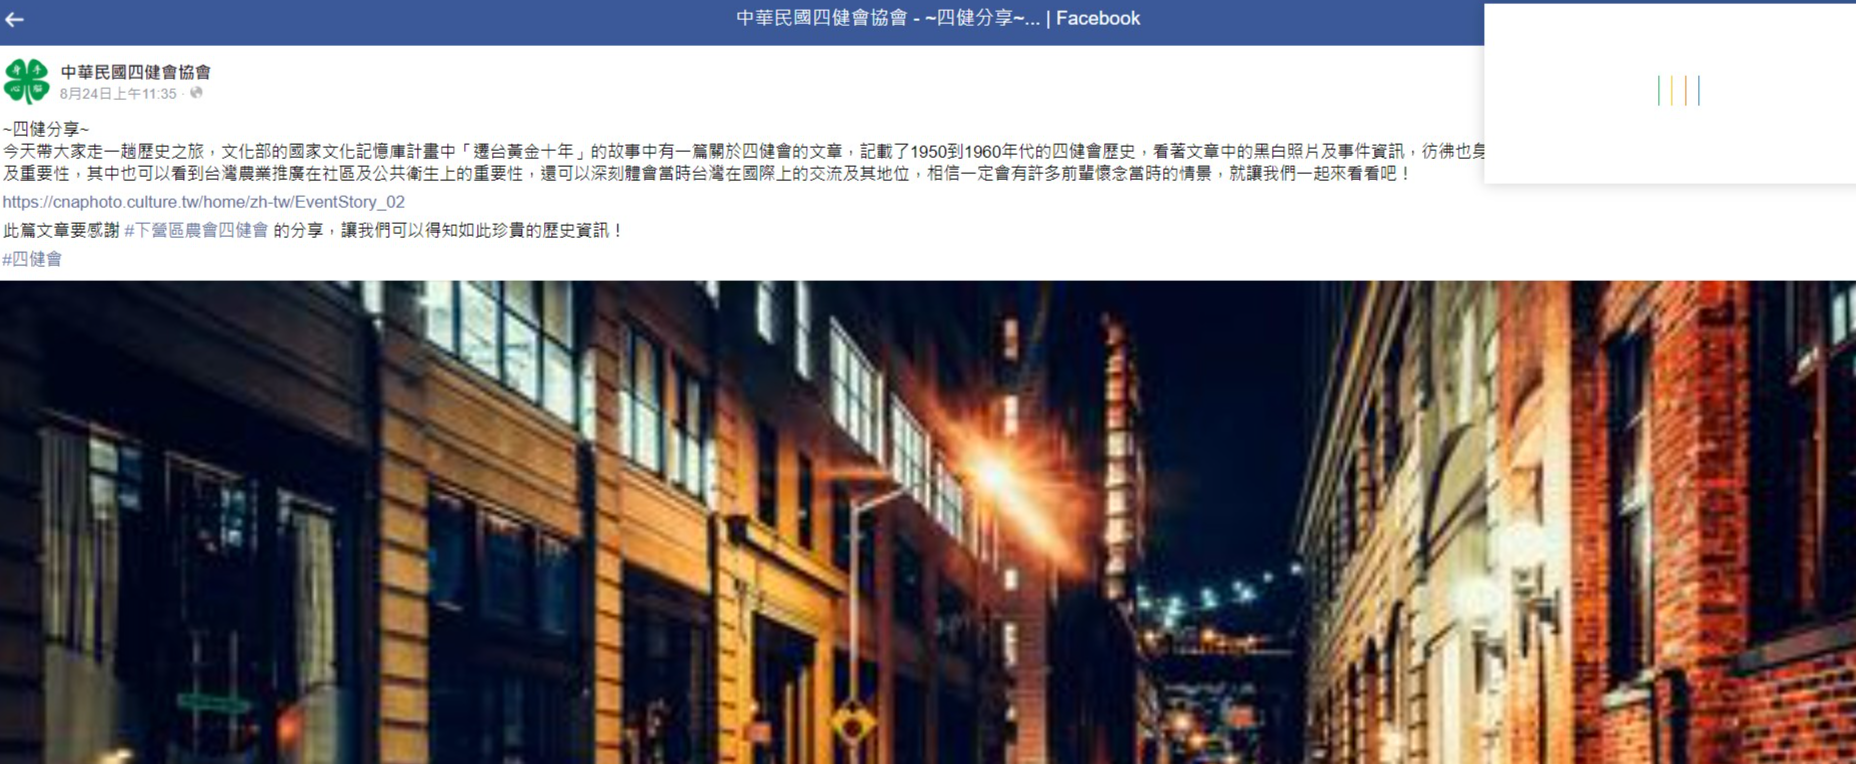 中華民國四健會協會 - ~四健分享~... | Facebook
中華民國四健會協會
8月24日上午11:35 ·
~四健分享~
今天帶大家走一趟歷史之旅，文化部的國家文化記憶庫計畫中「遷台黃金十年」的故事中有一篇關於四健會的文章，記載了1950到1960年代的四健會歷史，看著文章中的黑白照片及事件資訊，彷彿也
及重要性，其中也可以看到台灣農業推廣在社區及公共衛生上的重要性，還可以深刻體會當時台灣在國際上的交流及其地位，相信一定會有許多前輩懷念當時的情景，就讓我們一起來看看吧！
https://cnaphoto.culture.tw/home/zh-tw/EventStory_02
此篇文章要感謝 #下營區農會四健會 的分享，讓我們可以得知如此珍貴的歷史資訊！
#四健會